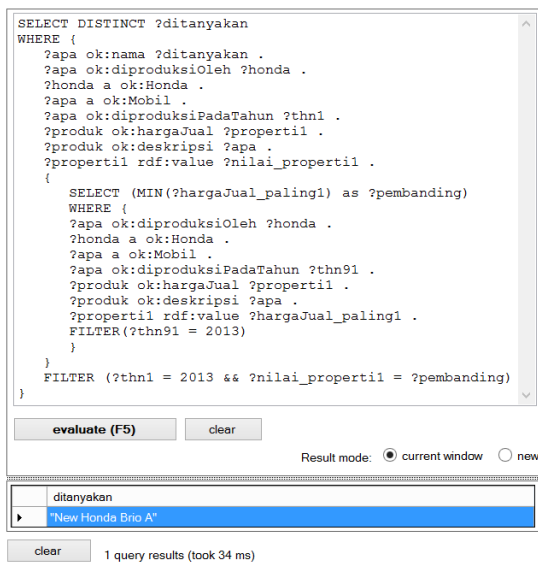 SELECT DISTINCT ?ditanyakan
WHERE {
   ?apa ok:nama ?ditanyakan .
   ?apa ok:diproduksiOleh ?honda .
   ?honda a ok:Honda .
   ?apa a ok:Mobil .
   ?apa ok:diproduksiPadaTahun ?thn1 .
   ?produk ok:hargaJual ?properti1 .
   ?produk ok:deskripsi ?apa .
   ?properti1 rdf:value ?nilai_properti1 .
   {
      SELECT (MIN(?hargaJual_paling1) as ?pembanding)
      WHERE {
      ?apa ok:diproduksiOleh ?honda .
      ?honda a ok:Honda .
      ?apa a ok:Mobil .
      ?apa ok:diproduksiPadaTahun ?thn91 .
      ?produk ok:hargaJual ?properti1 .
      ?produk ok:deskripsi ?apa .
      ?properti1 rdf:value ?hargaJual_paling1 .
      FILTER(?thn91 = 2013)
      }
   }
   FILTER (?thn1 = 2013 && ?nilai_properti1 = ?pembanding)
}
evaluate (F5) clear
Result mode: current window new
ditanyakan
"New Honda Brio A"
clear 1 query results (took 34 ms)